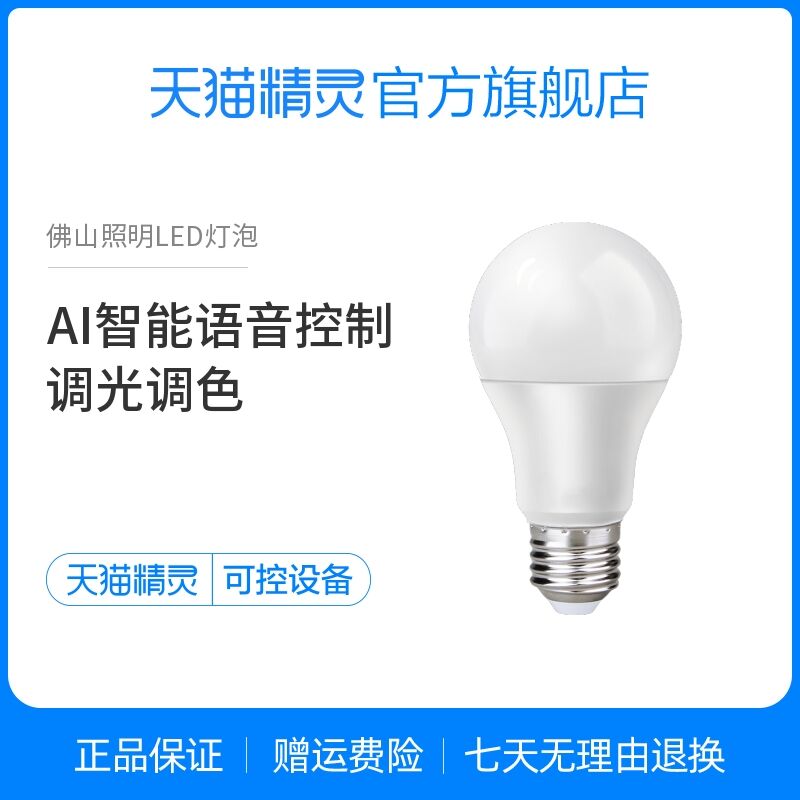 天猫精灵官方旗舰店
佛山照明LED灯泡
AI智能语音控制
调光调色
天猫精灵 | 可控设备
正品保证 | 赠运费险 | 七天无理由退换